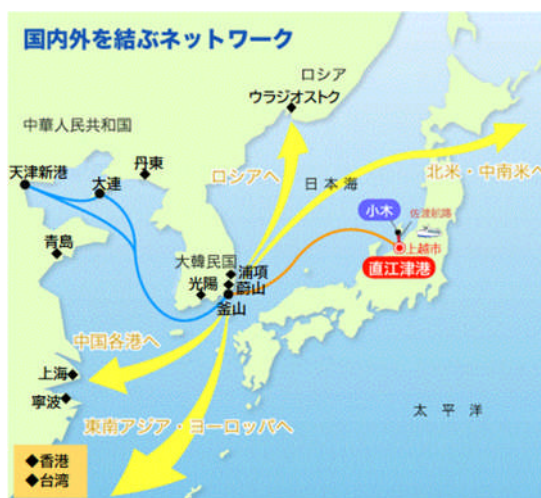 国内外を結ぶネットワーク
ロシア
ウラジオストク
中華人民共和国
丹東
天津新港
大連
ロシアへ
日本海
北米・中南米へ
小木
佐渡航路
上越市
直江津港
青島
大韓民国
浦項
光陽
蔚山
釜山
中国各港へ
上海
寧波
東南アジア・ヨーロッパへ
太平洋
◆香港
◆台湾